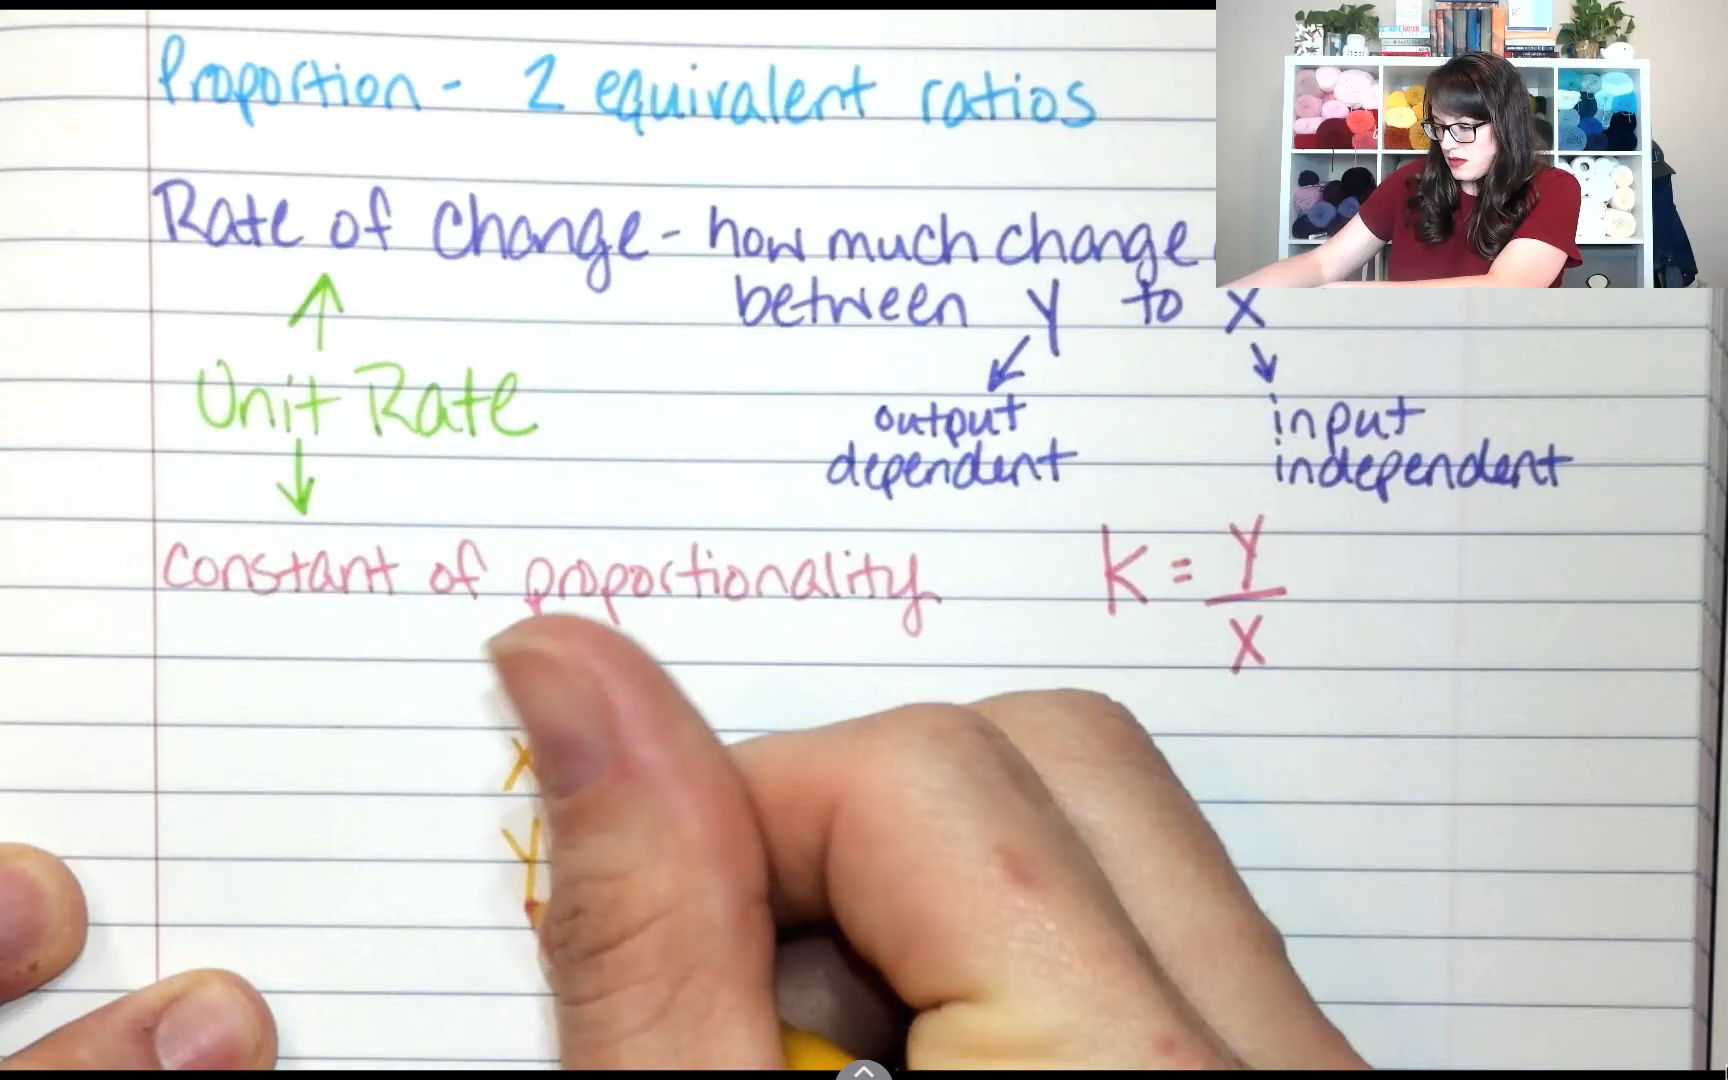 Proportion - 2 equivalent ratios
Rate of change - how much change
between Y to X
Unit Rate
output
dependent
input
independent
constant of proportionality
K = Y
X
X
Y